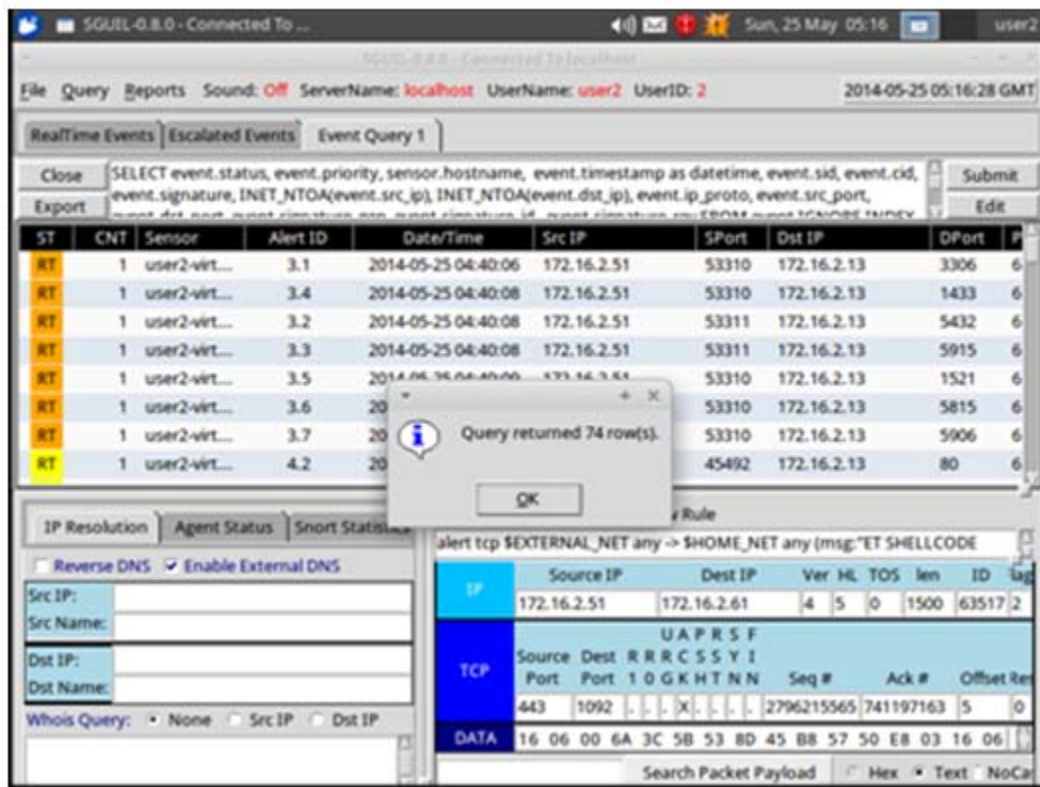 SGUIL-0.8.0 - Connected To ... Sun, 25 May 05:16 user2
SGUIL-0.8.0 - Connected To localhost
File Query Reports Sound: Off ServerName: localhost UserName: user2 UserID: 2 2014-05-25 05:16:28 GMT
RealTime Events Escalated Events Event Query 1
Close SELECT event.status, event.priority, sensor.hostname, event.timestamp as datetime, event.sid, event.cid, Submit
Export event.signature, INET_NTOA(event.src_ip), INET_NTOA(event.dst_ip), event.ip_proto, event.src_port, Edit
ST CNT Sensor Alert ID Date/Time Src IP SPort Dst IP DPort P
RT 1 user2-virt... 3.1 2014-05-25 04:40:06 172.16.2.51 53310 172.16.2.13 3306 6
RT 1 user2-virt... 3.4 2014-05-25 04:40:08 172.16.2.51 53310 172.16.2.13 1433 6
RT 1 user2-virt... 3.2 2014-05-25 04:40:08 172.16.2.51 53311 172.16.2.13 5432 6
RT 1 user2-virt... 3.3 2014-05-25 04:40:08 172.16.2.51 53311 172.16.2.13 5915 6
RT 1 user2-virt... 3.5 53310 172.16.2.13 1521 6
RT 1 user2-virt... 3.6 20 53310 172.16.2.13 5815 6
RT 1 user2-virt... 3.7 20 53310 172.16.2.13 5906 6
RT 1 user2-virt... 4.2 20 45492 172.16.2.13 80 6
Query returned 74 row(s).
OK
IP Resolution Agent Status Snort Statistics
Reverse DNS Enable External DNS
Src IP:
Src Name:
Dst IP:
Dst Name:
Whois Query: None Src IP Dst IP
Rule
alert tcp $EXTERNAL_NET any -> $HOME_NET any (msg:"ET SHELLCODE
IP Source IP Dest IP Ver HL TOS len ID
172.16.2.51 172.16.2.61 4 5 0 1500 63517 2
U A P R S F
TCP Source Dest R R R C S S Y I
Port Port 1 0 G K H T N N Seq # Ack # Offset Res
443 1092 . . . X . . . . 2796215565 741197163 5 0
DATA 16 06 00 6A 3C 5B 53 8D 45 B8 57 50 E8 03 16 06
Search Packet Payload Hex Text NoCa